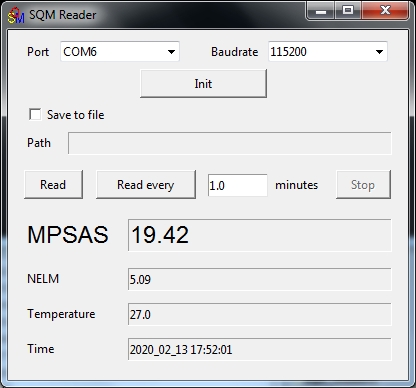 SQM Reader
Port COM6 Baudrate 115200
Init
Save to file
Path
Read Read every 1.0 minutes Stop
MPSAS 19.42
NELM 5.09
Temperature 27.0
Time 2020_02_13 17:52:01